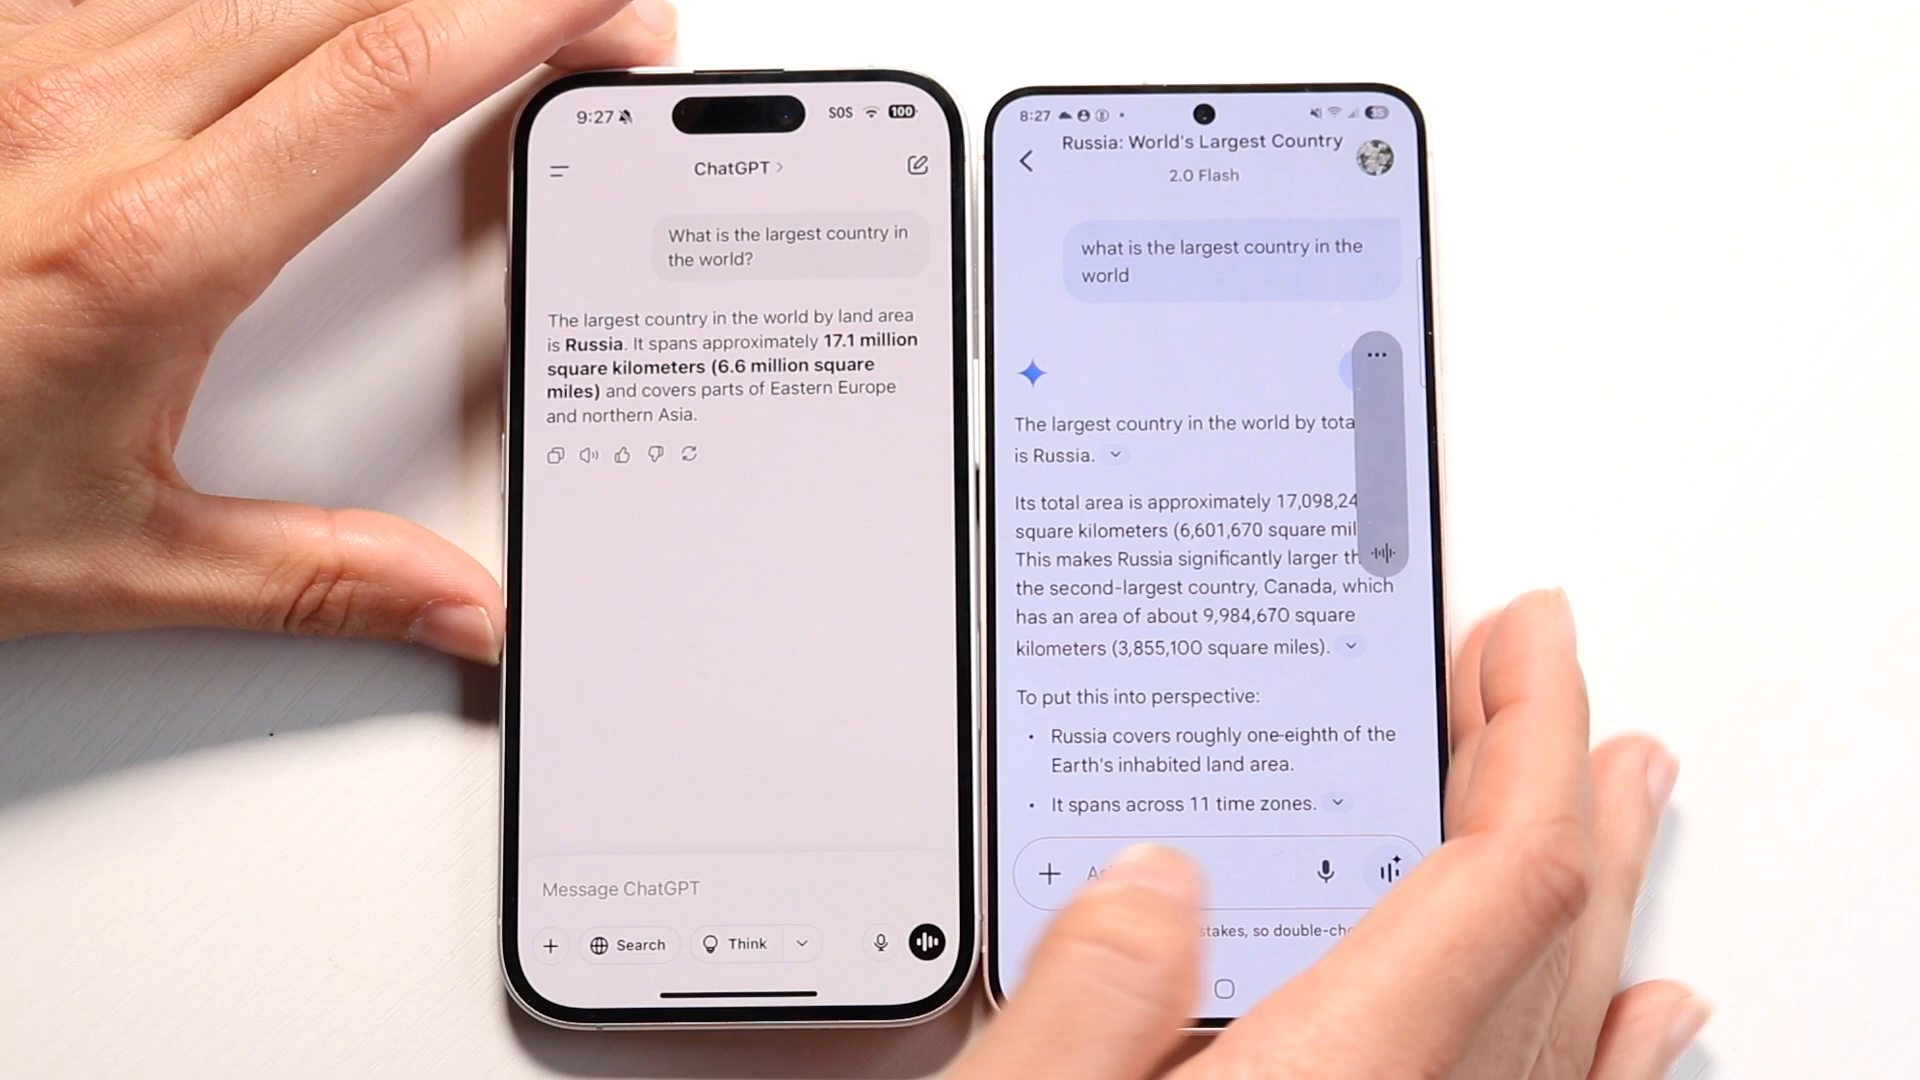 9:27
SOS
100
ChatGPT >
What is the largest country in
the world?
The largest country in the world by land area
is Russia. It spans approximately 17.1 million
square kilometers (6.6 million square
miles) and covers parts of Eastern Europe
and northern Asia.
Message ChatGPT
Search
Think
8:27
Russia: World's Largest Country
2.0 Flash
what is the largest country in the
world
The largest country in the world by
is Russia.
Its total area is approximately 17,098,24
square kilometers (6,601,670 square
This makes Russia significantly larger
the second-largest country, Canada, which
has an area of about 9,984,670 square
kilometers (3,855,100 square miles).
To put this into perspective:
• Russia covers roughly one-eighth of the
Earth's inhabited land area.
• It spans across 11 time zones.
so